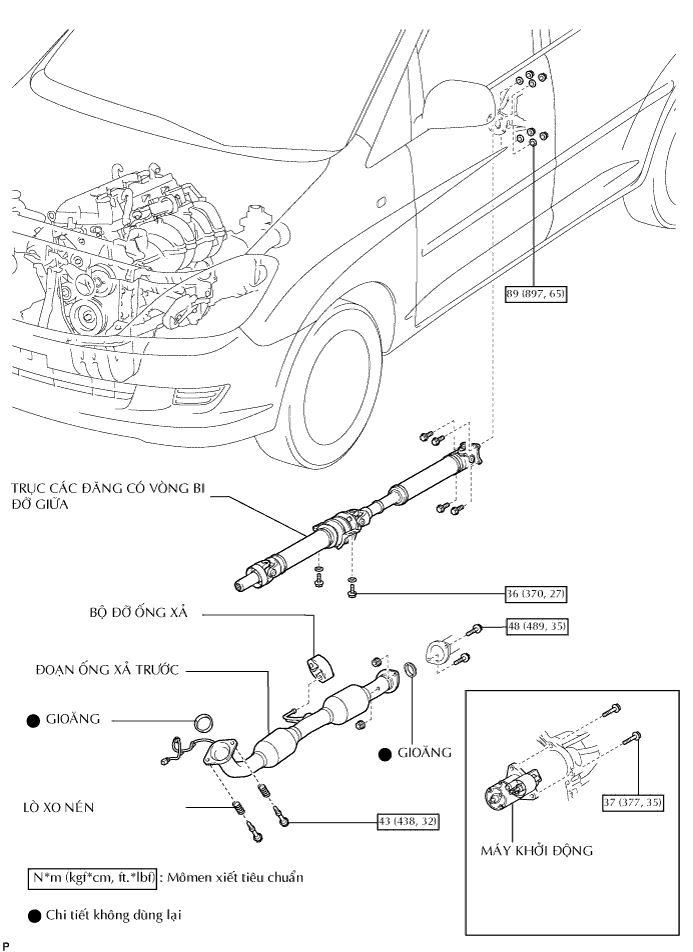 89 (897, 65)
TRỤC CÁC ĐĂNG CÓ VÒNG BI
ĐỠ GIỮA
36 (370, 27)
BỘ ĐỠ ỐNG XẢ
48 (489, 35)
ĐOẠN ỐNG XẢ TRƯỚC
GIOĂNG
GIOĂNG
LÒ XO NÉN
43 (438, 32)
37 (377, 35)
MÁY KHỞI ĐỘNG
N*m (kgf*cm, ft.*lbf) : Mômen xiết tiêu chuẩn
Chi tiết không dùng lại
P